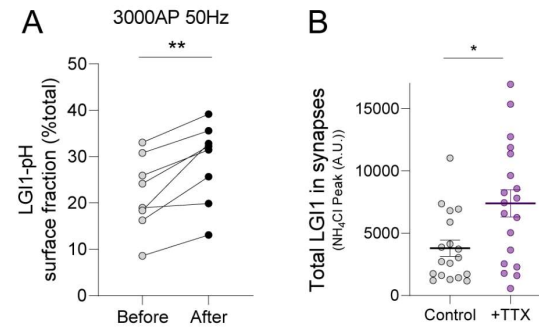 A
3000AP 50Hz
**
LGI1-pH
surface fraction (%total)
50
40
30
20
10
0
Before After
B
*
Total LGI1 in synapses
(NH₄Cl Peak (A.U.))
15000
10000
5000
0
Control +TTX